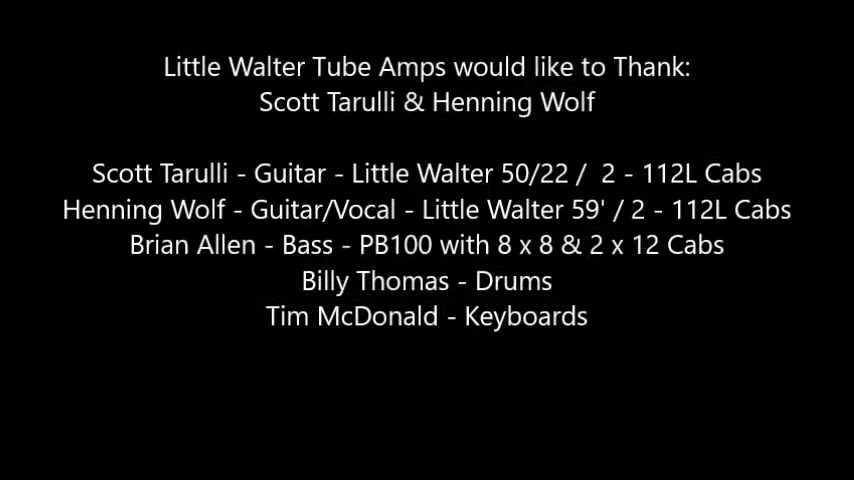 Little Walter Tube Amps would like to Thank:
Scott Tarulli & Henning Wolf
Scott Tarulli - Guitar - Little Walter 50/22 /  2 - 112L Cabs
Henning Wolf - Guitar/Vocal - Little Walter 59' / 2 - 112L Cabs
Brian Allen - Bass - PB100 with 8 x 8 & 2 x 12 Cabs
Billy Thomas - Drums
Tim McDonald - Keyboards